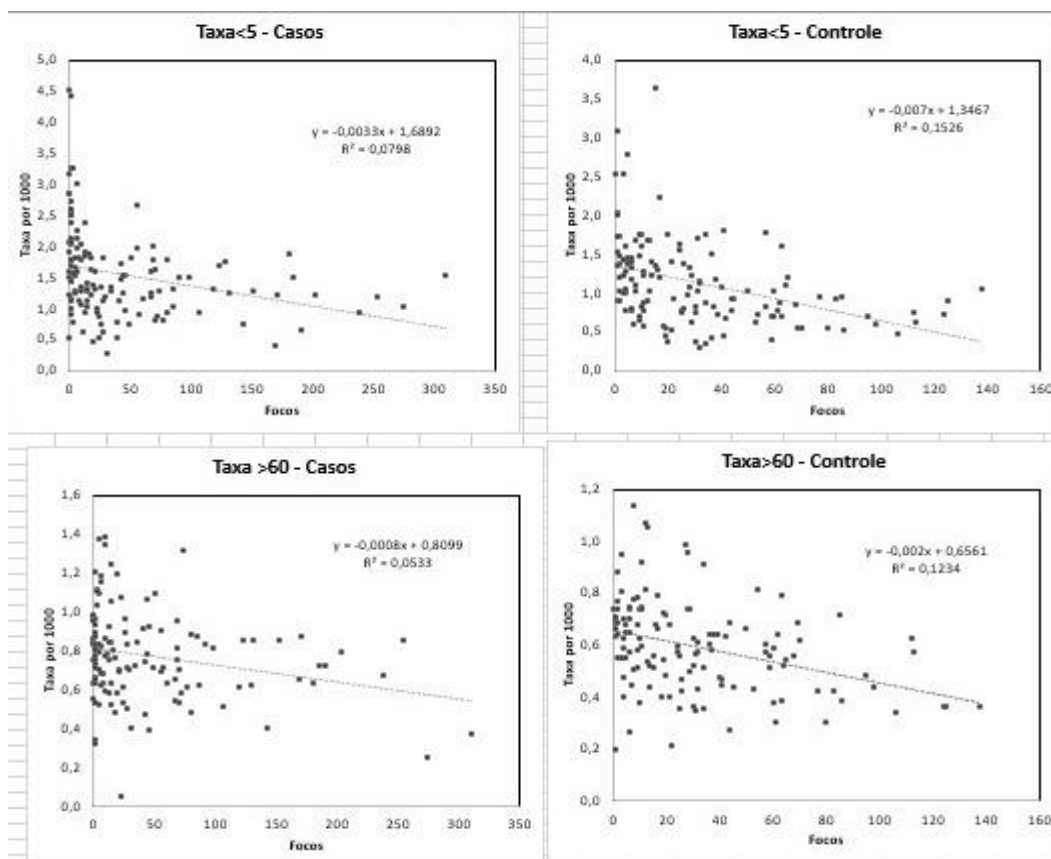 Taxa<5 - Casos
5,0
4,5
4,0
3,5
3,0
2,5
2,0
1,5
1,0
0,5
0,0
Taxa por 1000
y = -0,0033x + 1,6892
R² = 0,0798
0 50 100 150 200 250 300 350
Focos
Taxa<5 - Controle
4,0
3,5
3,0
2,5
2,0
1,5
1,0
0,5
0,0
Taxa por 1000
y = -0,007x + 1,3467
R² = 0,1526
0 20 40 60 80 100 120 140 160
Focos
Taxa >60 - Casos
1,6
1,4
1,2
1,0
0,8
0,6
0,4
0,2
0,0
Taxa por 1000
y = -0,0008x + 0,8099
R² = 0,0533
0 50 100 150 200 250 300 350
Focos
Taxa>60 - Controle
1,2
1,0
0,8
0,6
0,4
0,2
0,0
Taxa por 1000
y = -0,002x + 0,6561
R² = 0,1234
0 20 40 60 80 100 120 140 160
Focos